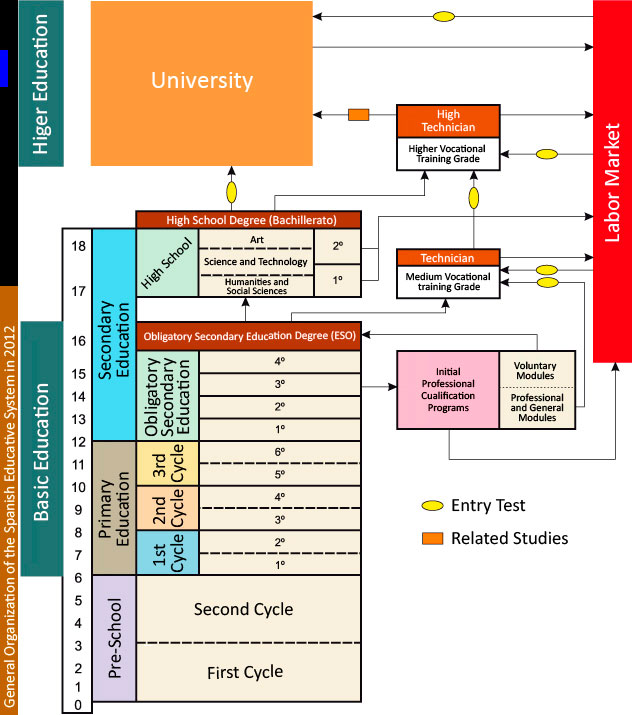 Higer Education
University
High
Technician
Higher Vocational
Training Grade
Labor Market
High School Degree (Bachillerato)
High School
Art
Science and Technology
Humanities and
Social Sciences
2º
1º
Technician
Medium Vocational
training Grade
18
17
16
15
14
13
12
11
10
9
8
7
6
5
4
3
2
1
0
Secondary
Education
Obligatory Secondary Education Degree (ESO)
Obligatory
Secondary
Education
4º
3º
2º
1º
Initial
Professional
Cualification
Programs
Voluntary
Modules
Professional
and General
Modules
Basic Education
Primary
Education
3rd
Cycle
6º
5º
2nd
Cycle
4º
3º
1st
Cycle
2º
1º
Pre-School
Second Cycle
First Cycle
Entry Test
Related Studies
General Organization of the Spanish Educative System in 2012